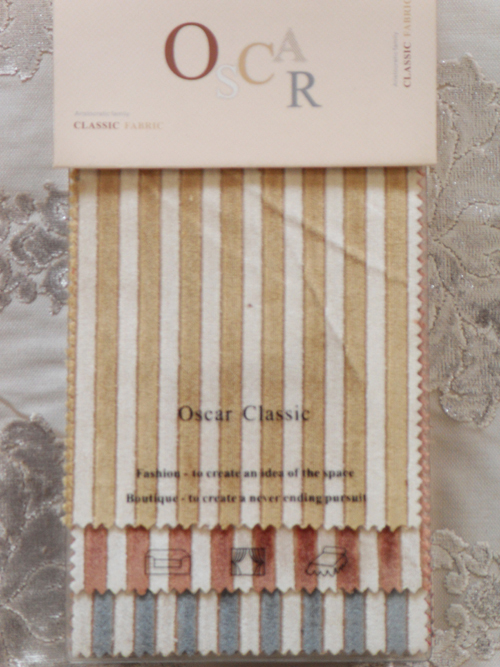 OSCAR
CLASSIC FABRIC
CLASSIC FABRIC
Oscar Classic
Fashion - to create an idea of the space
Boutique - to create a never ending pursuit